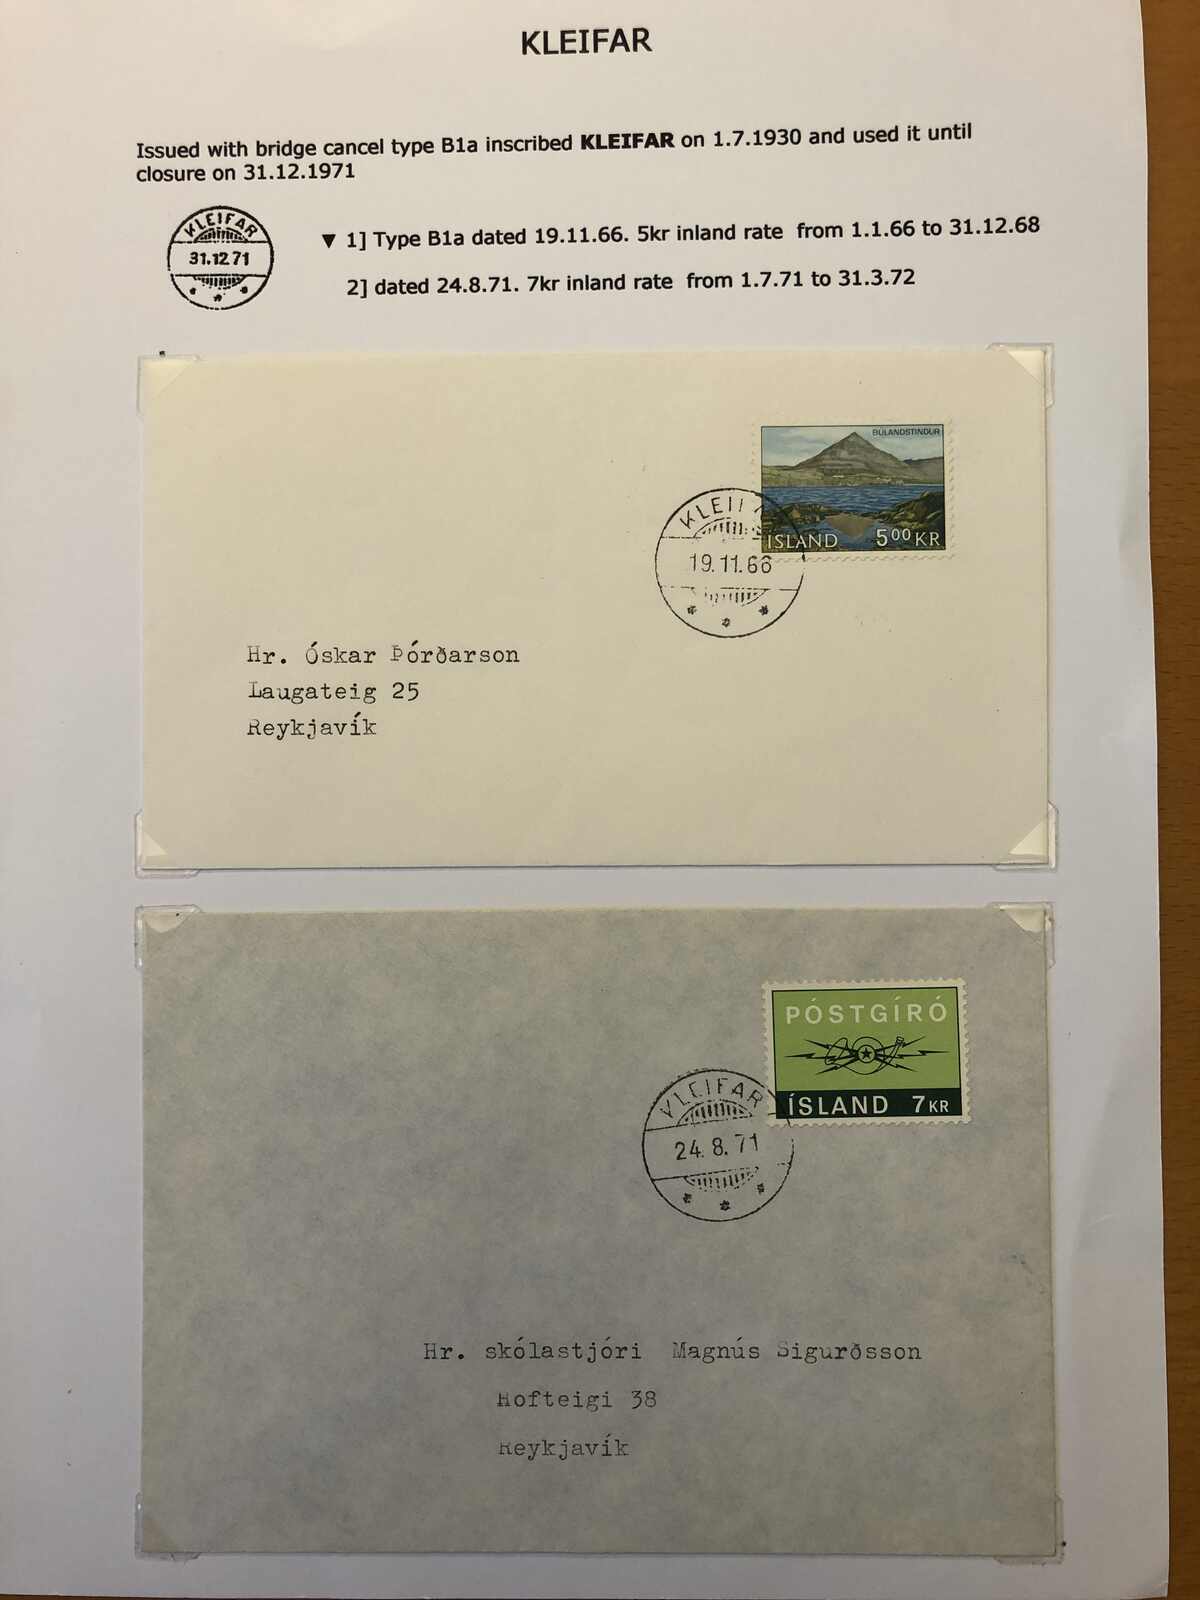 KLEIFAR
Issued with bridge cancel type B1a inscribed KLEIFAR on 1.7.1930 and used it until
closure on 31.12.1971
KLEIFAR
31.12.71
▼ 1] Type B1a dated 19.11.66. 5kr inland rate from 1.1.66 to 31.12.68
2] dated 24.8.71. 7kr inland rate from 1.7.71 to 31.3.72
BÚLANDSTINDUR
ÍSLAND 5⁰⁰ KR
19.11.66
Hr. Óskar Þórðarson
Laugateig 25
Reykjavík
PÓSTGÍRÓ
ÍSLAND 7 KR
KLEIFAR
24.8.71
Hr. skólastjóri Magnús Sigurðsson
Hofteigi 38
Reykjavík